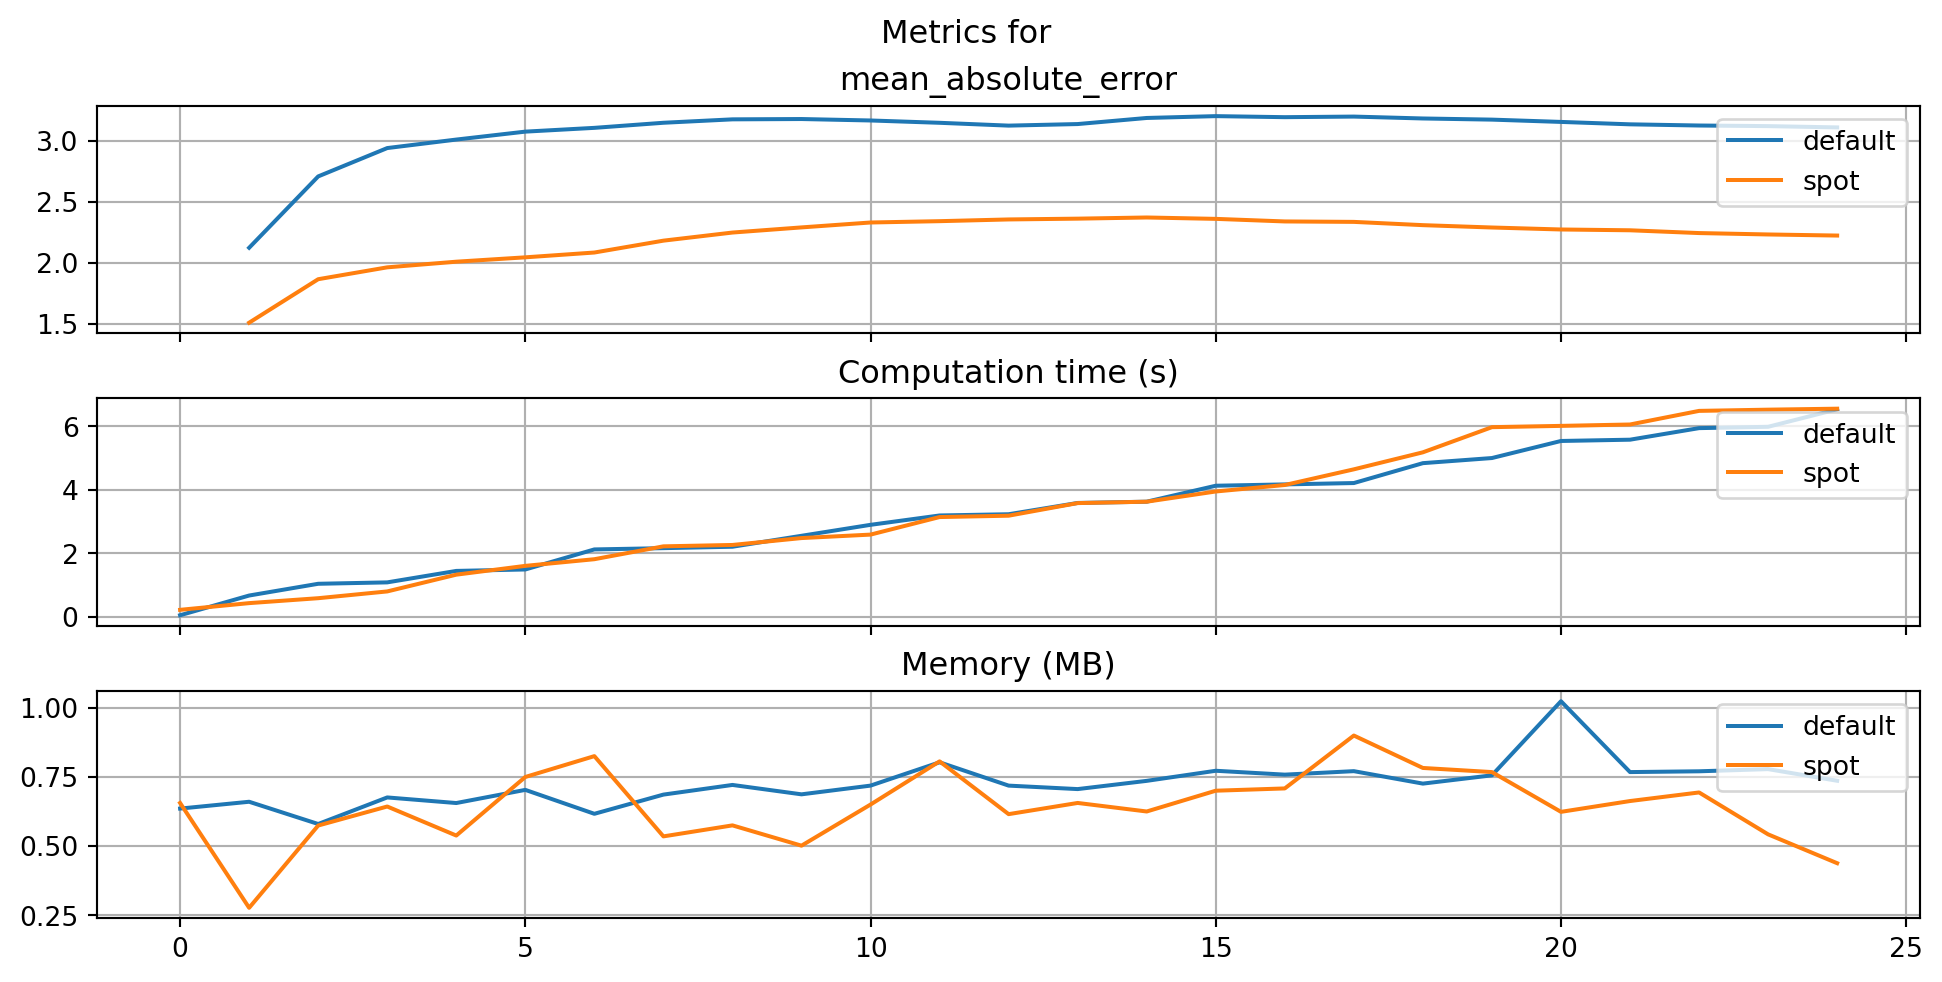 Metrics for
mean_absolute_error
3.0
2.5
2.0
1.5
default
spot
Computation time (s)
6
4
2
0
default
spot
Memory (MB)
1.00
0.75
0.50
0.25
default
spot
0 5 10 15 20 25